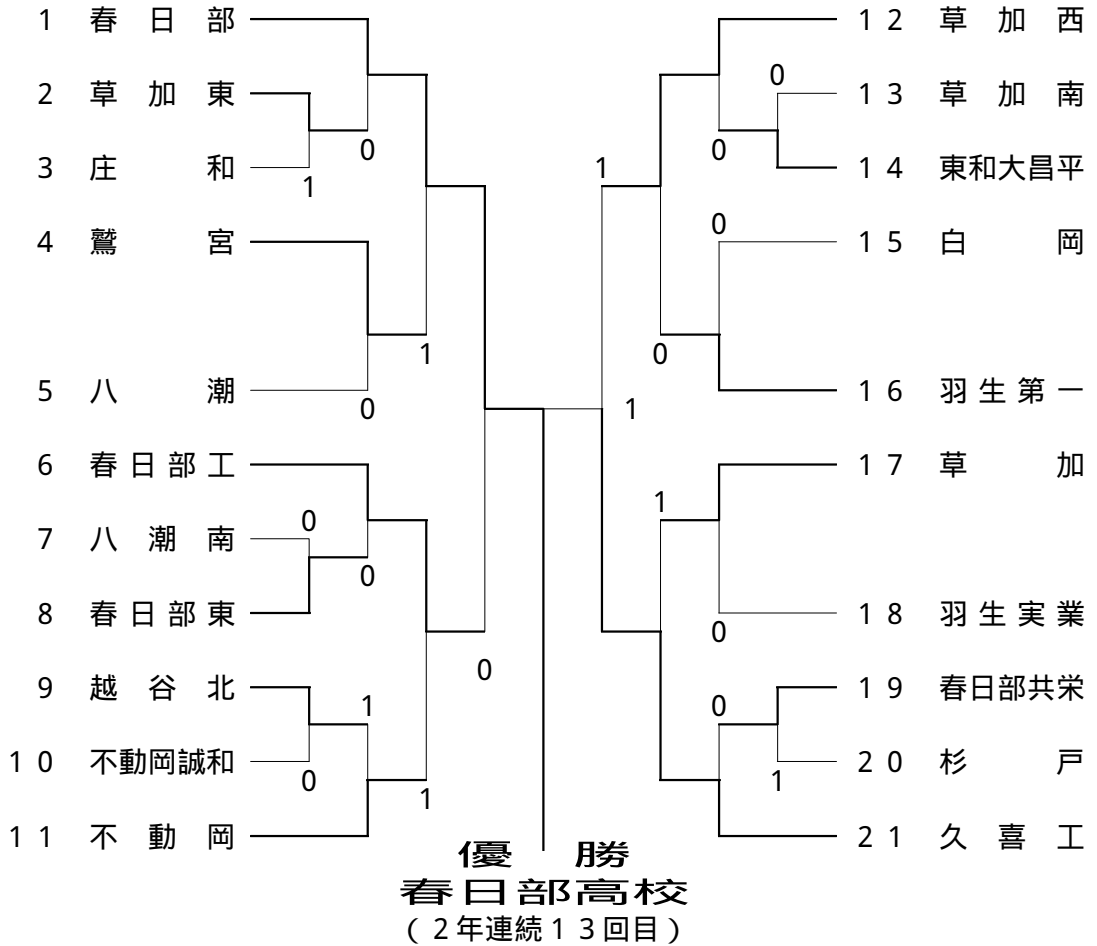 1 春日部
2 草加東
3 庄和
4 鷲宮
5 八潮
6 春日部工
7 八潮南
8 春日部東
9 越谷北
10 不動岡誠和
11 不動岡
0
1
1
0
0
0
0
1
0
1
12 草加西
13 草加南
14 東和大昌平
15 白岡
16 羽生第一
17 草加
18 羽生実業
19 春日部共栄
20 杉戸
21 久喜工
0
0
1
0
0
1
1
0
0
1
優勝
春日部高校
(2年連続13回目)